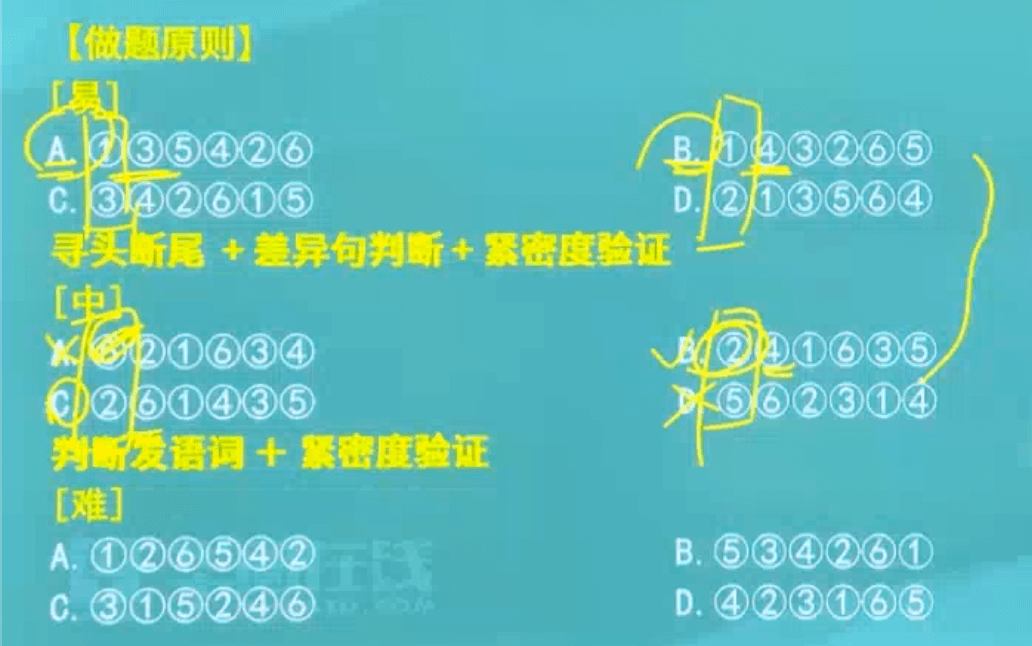 【做题原则】
[易]
A. ①③⑤④②⑥ B. ①④③②⑥⑤
C. ③④②⑥①⑤ D. ②①③⑤⑥④
寻头断尾 + 差异句判断 + 紧密度验证
[中]
A. ②①⑥③④ B. ②④①⑥③⑤
C. ②⑥①④③⑤ D. ⑤⑥②③①④
判断发语词 + 紧密度验证
[难]
A. ①②⑥⑤④② B. ⑤③④②⑥①
C. ③①⑤②④⑥ D. ④②③①⑥⑤